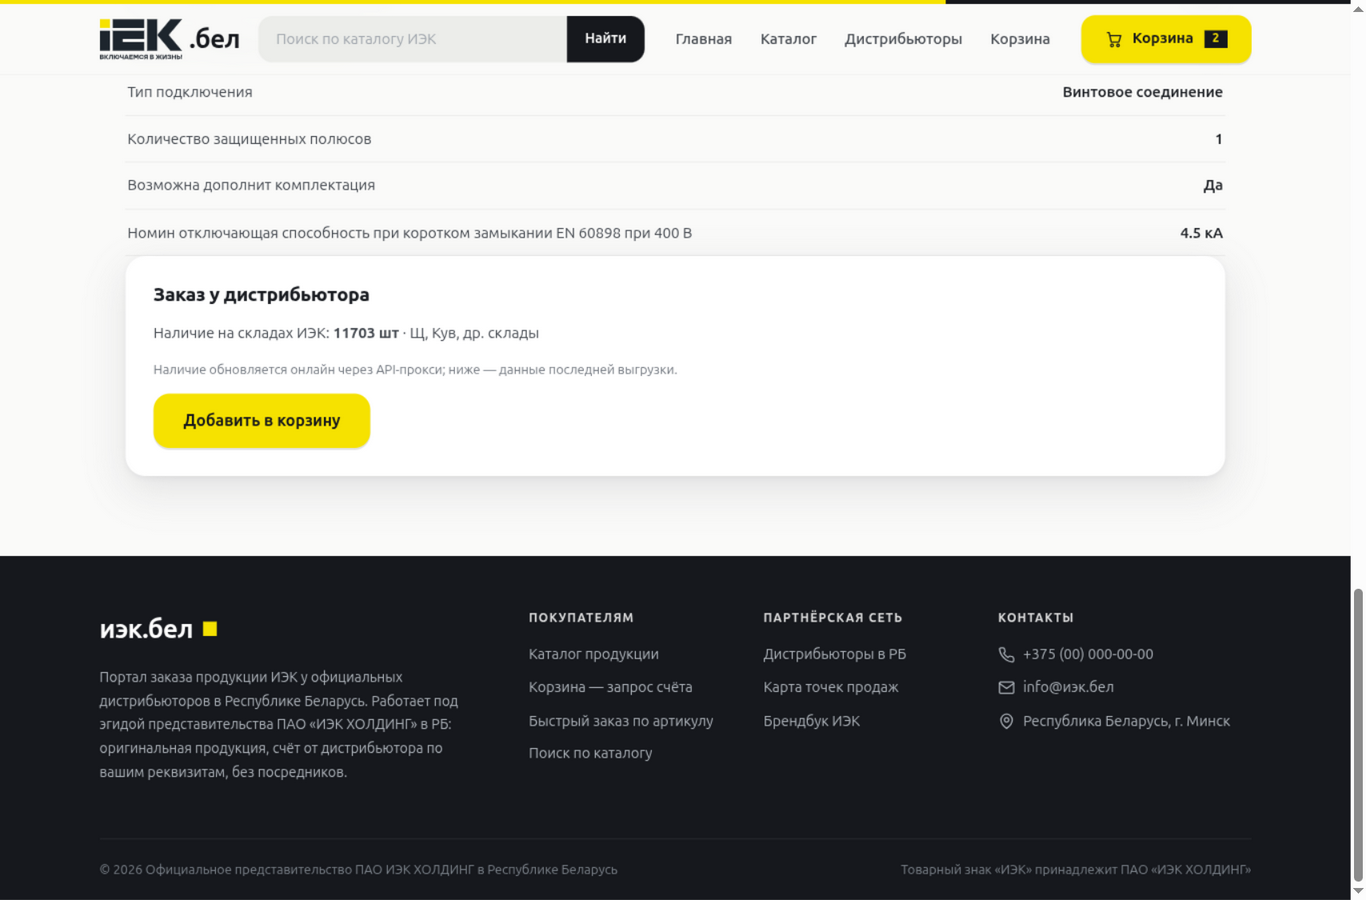 iEK .бел
ВКЛЮЧАЕМСЯ В ЖИЗНЬ!
Поиск по каталогу ИЭК
Найти
Главная
Каталог
Дистрибьюторы
Корзина
Корзина 2
Тип подключения
Винтовое соединение
Количество защищенных полюсов
1
Возможна дополнит комплектация
Да
Номин отключающая способность при коротком замыкании EN 60898 при 400 В
4.5 кА
Заказ у дистрибьютора
Наличие на складах ИЭК: 11703 шт · Щ, Кув, др. склады
Наличие обновляется онлайн через API-прокси; ниже — данные последней выгрузки.
Добавить в корзину
иэк.бел
Портал заказа продукции ИЭК у официальных
дистрибьюторов в Республике Беларусь. Работает под
эгидой представительства ПАО «ИЭК ХОЛДИНГ» в РБ:
оригинальная продукция, счёт от дистрибьютора по
вашим реквизитам, без посредников.
ПОКУПАТЕЛЯМ
Каталог продукции
Корзина — запрос счёта
Быстрый заказ по артикулу
Поиск по каталогу
ПАРТНЁРСКАЯ СЕТЬ
Дистрибьюторы в РБ
Карта точек продаж
Брендбук ИЭК
КОНТАКТЫ
+375 (00) 000-00-00
info@иэк.бел
Республика Беларусь, г. Минск
© 2026 Официальное представительство ПАО ИЭК ХОЛДИНГ в Республике Беларусь
Товарный знак «ИЭК» принадлежит ПАО «ИЭК ХОЛДИНГ»